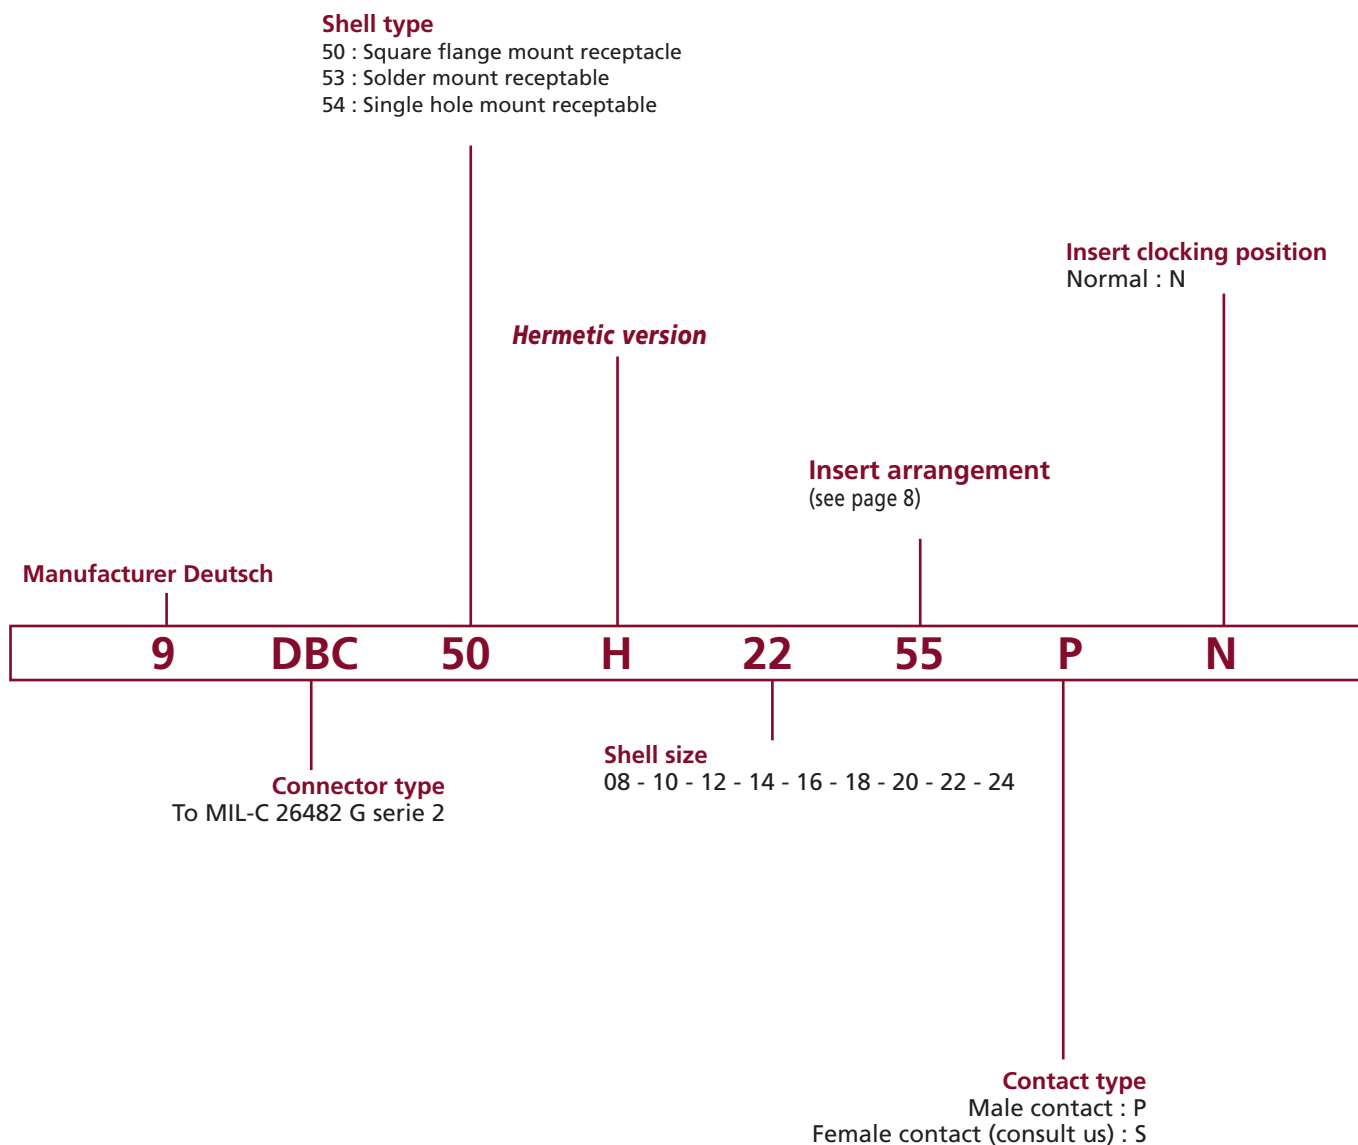 Shell type
50 : Square flange mount receptacle
53 : Solder mount receptable
54 : Single hole mount receptable
Insert clocking position
Normal : N
Hermetic version
Insert arrangement
(see page 8)
Manufacturer Deutsch
9 DBC 50 H 22 55 P N
Shell size
08 - 10 - 12 - 14 - 16 - 18 - 20 - 22 - 24
Connector type
To MIL-C 26482 G serie 2
Contact type
Male contact : P
Female contact (consult us) : S